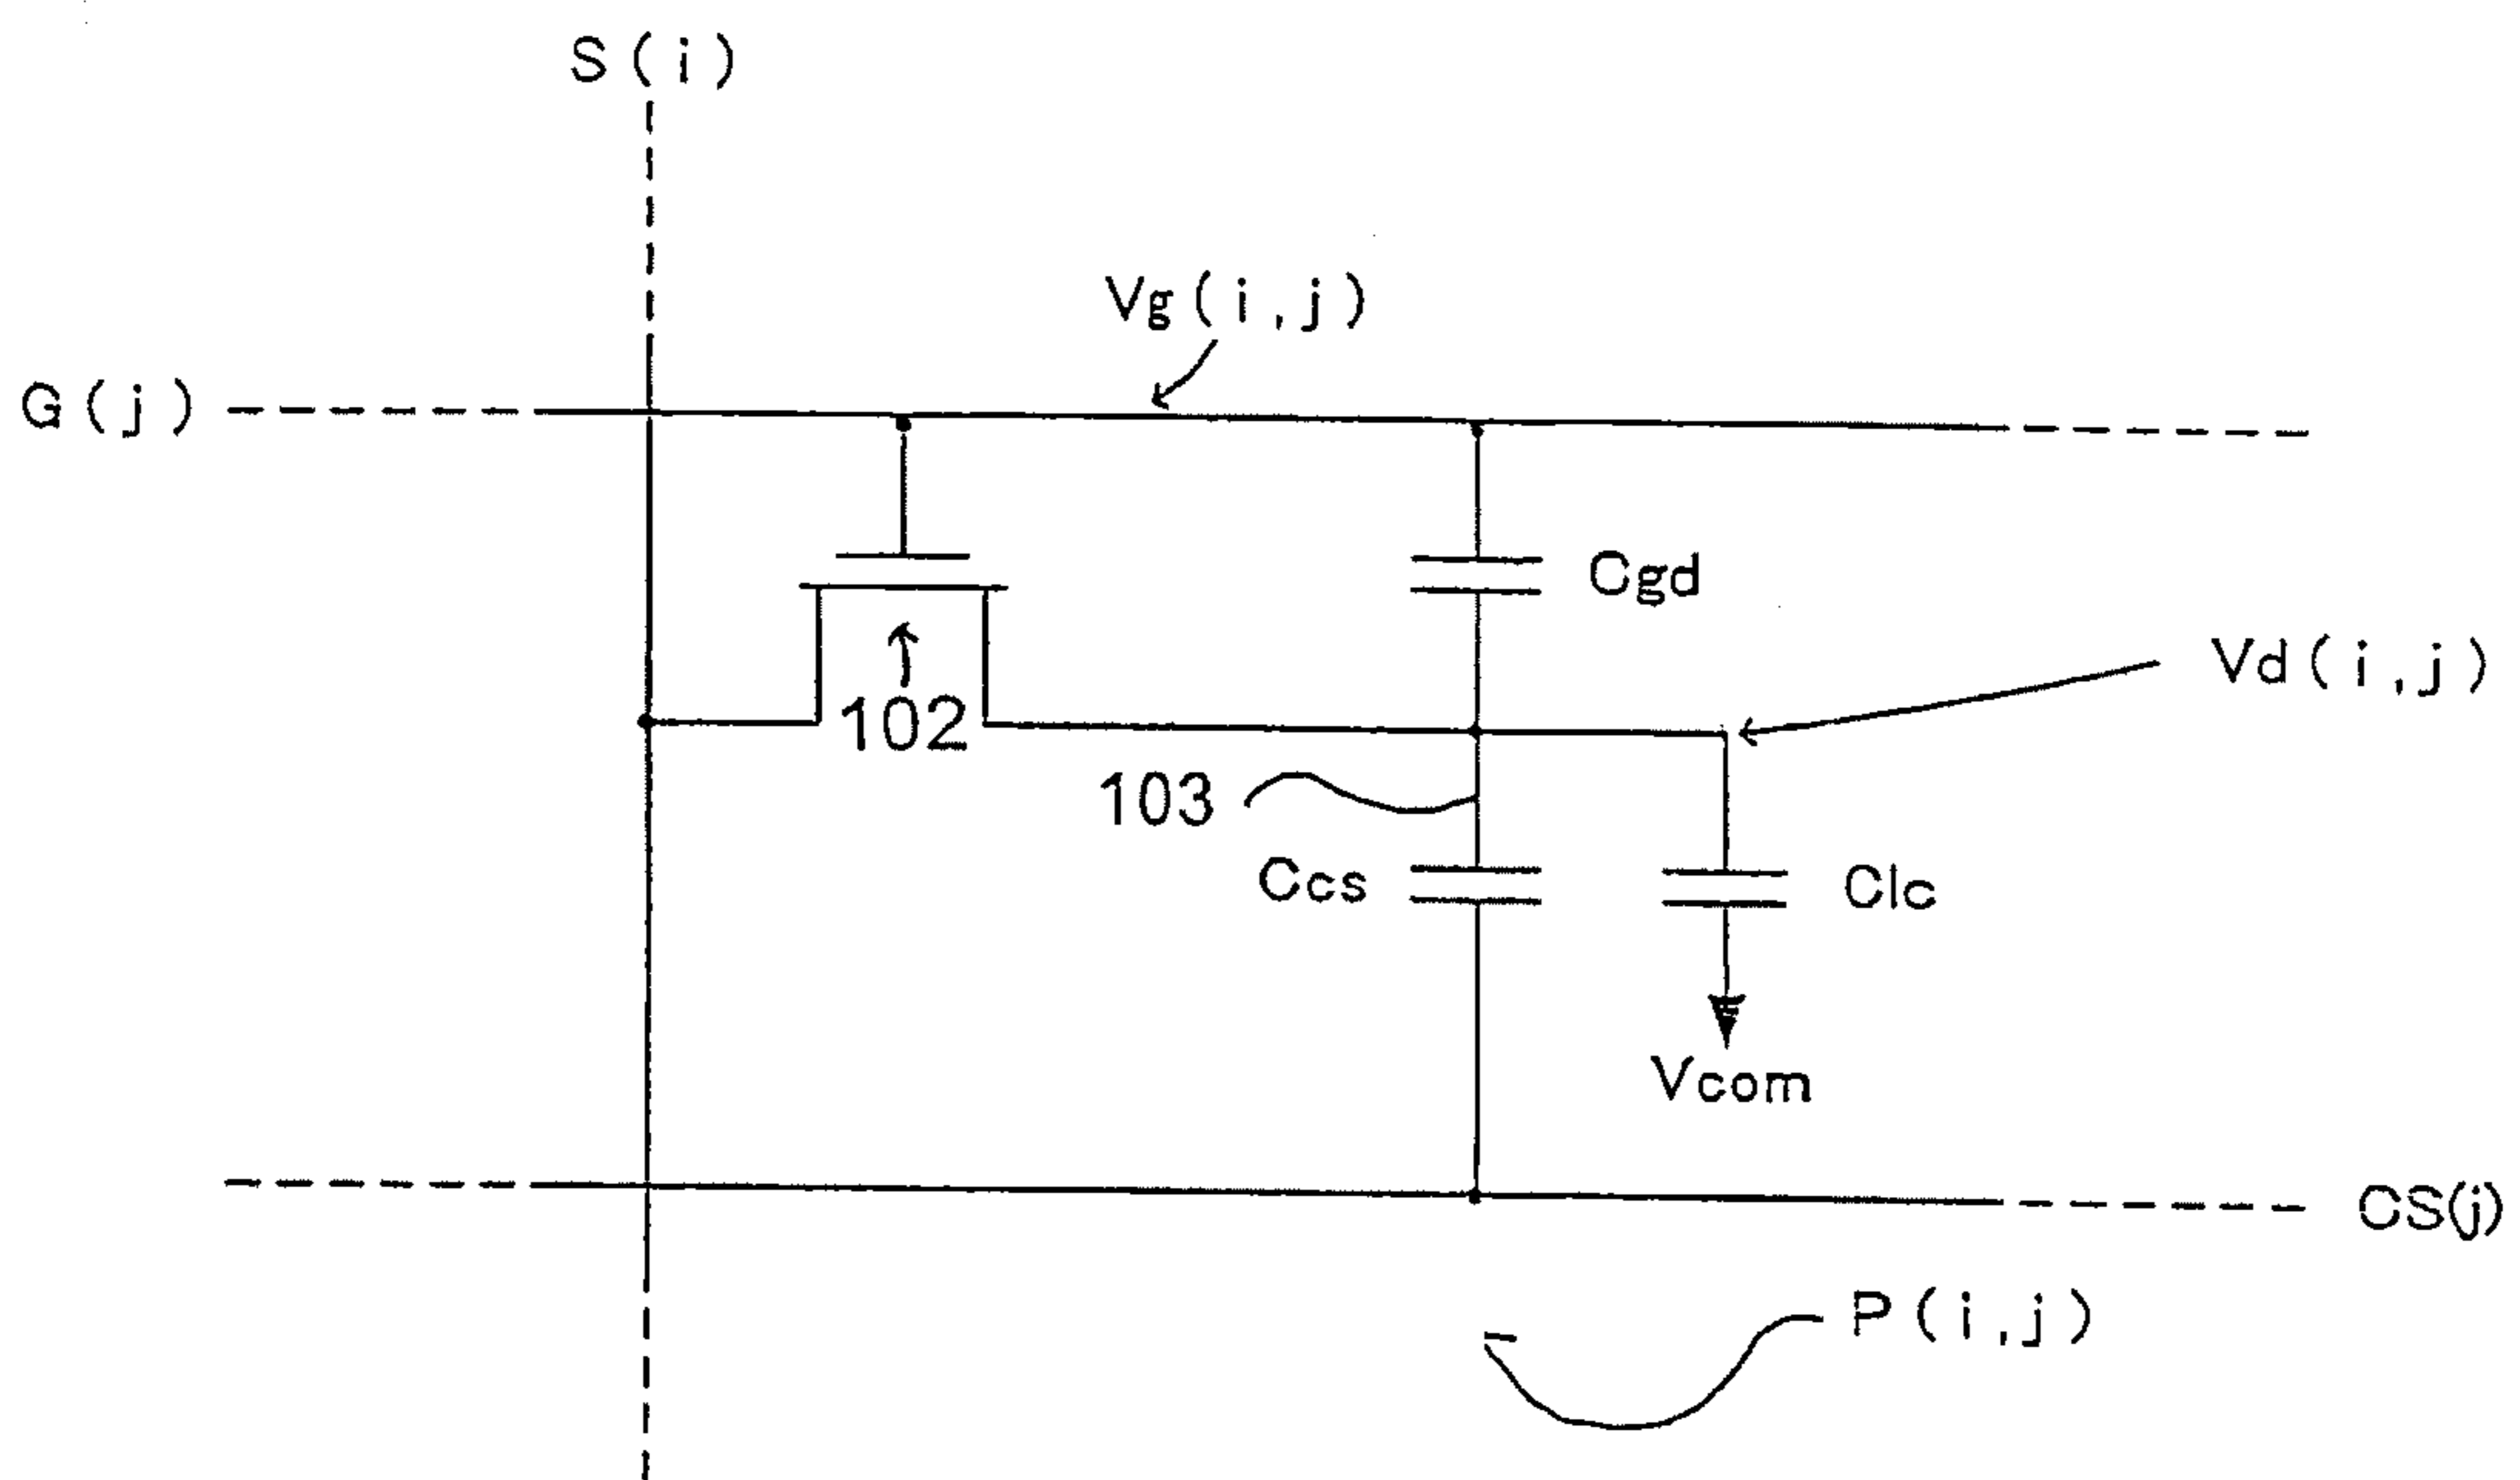 S(i)
Vg(i,j)
G(j)
Cgd
Vd(i,j)
102
103
Ccs
Clc
Vcom
CS(j)
P(i,j)